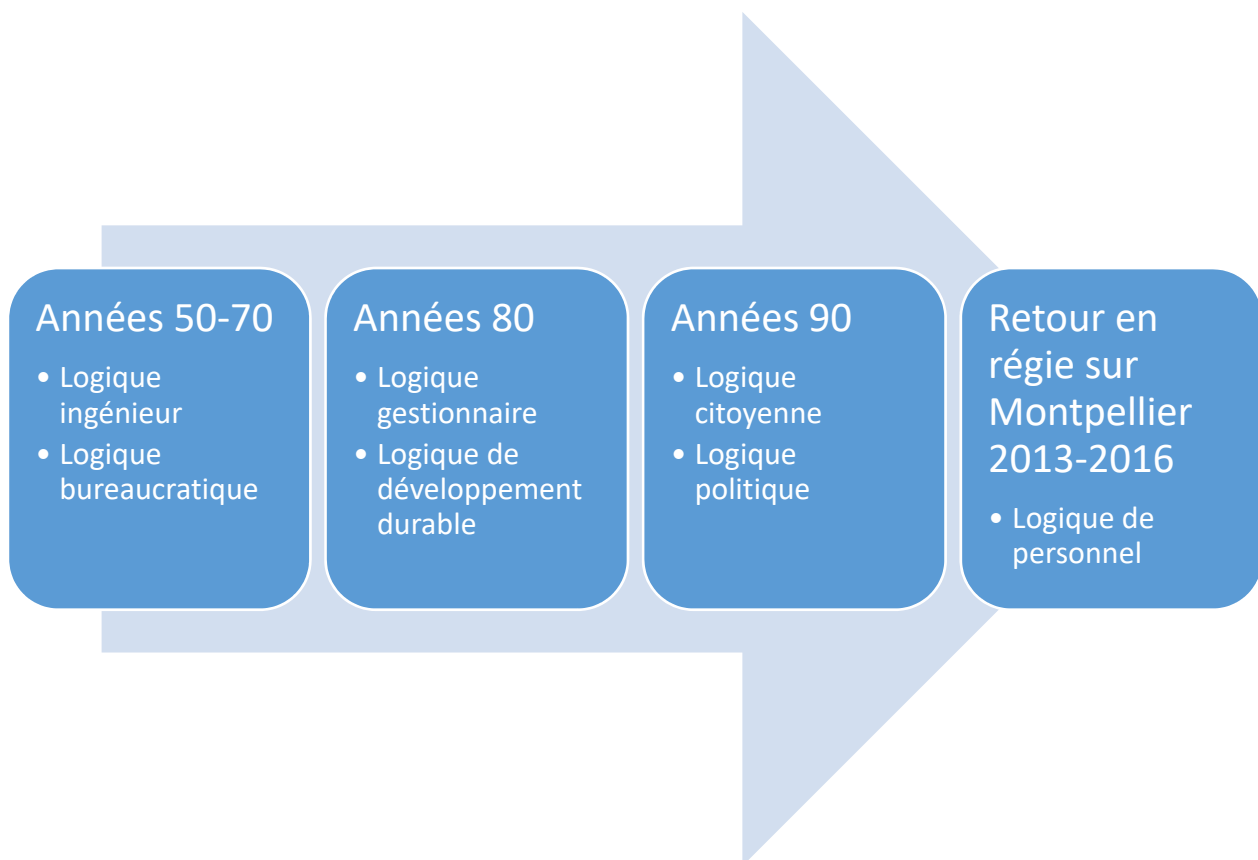 Années 50-70
• Logique
ingénieur
• Logique
bureaucratique
Années 80
• Logique
gestionnaire
• Logique de
développement
durable
Années 90
• Logique
citoyenne
• Logique
politique
Retour en
régie sur
Montpellier
2013-2016
• Logique de
personnel